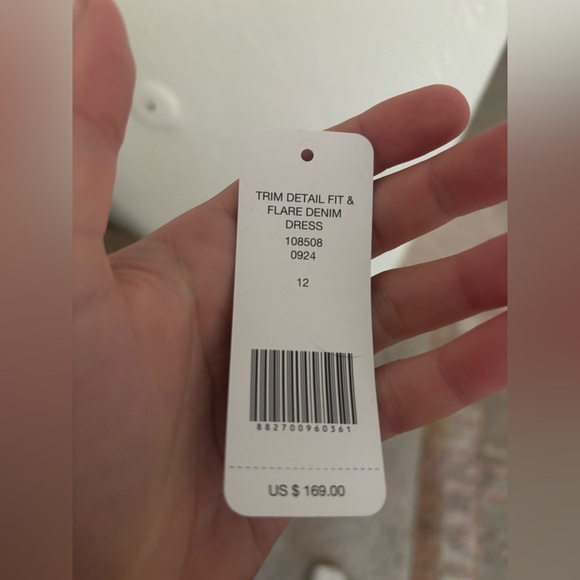 TRIM DETAIL FIT &
FLARE DENIM
DRESS
108508
0924
12
882700960361
US $ 169.00